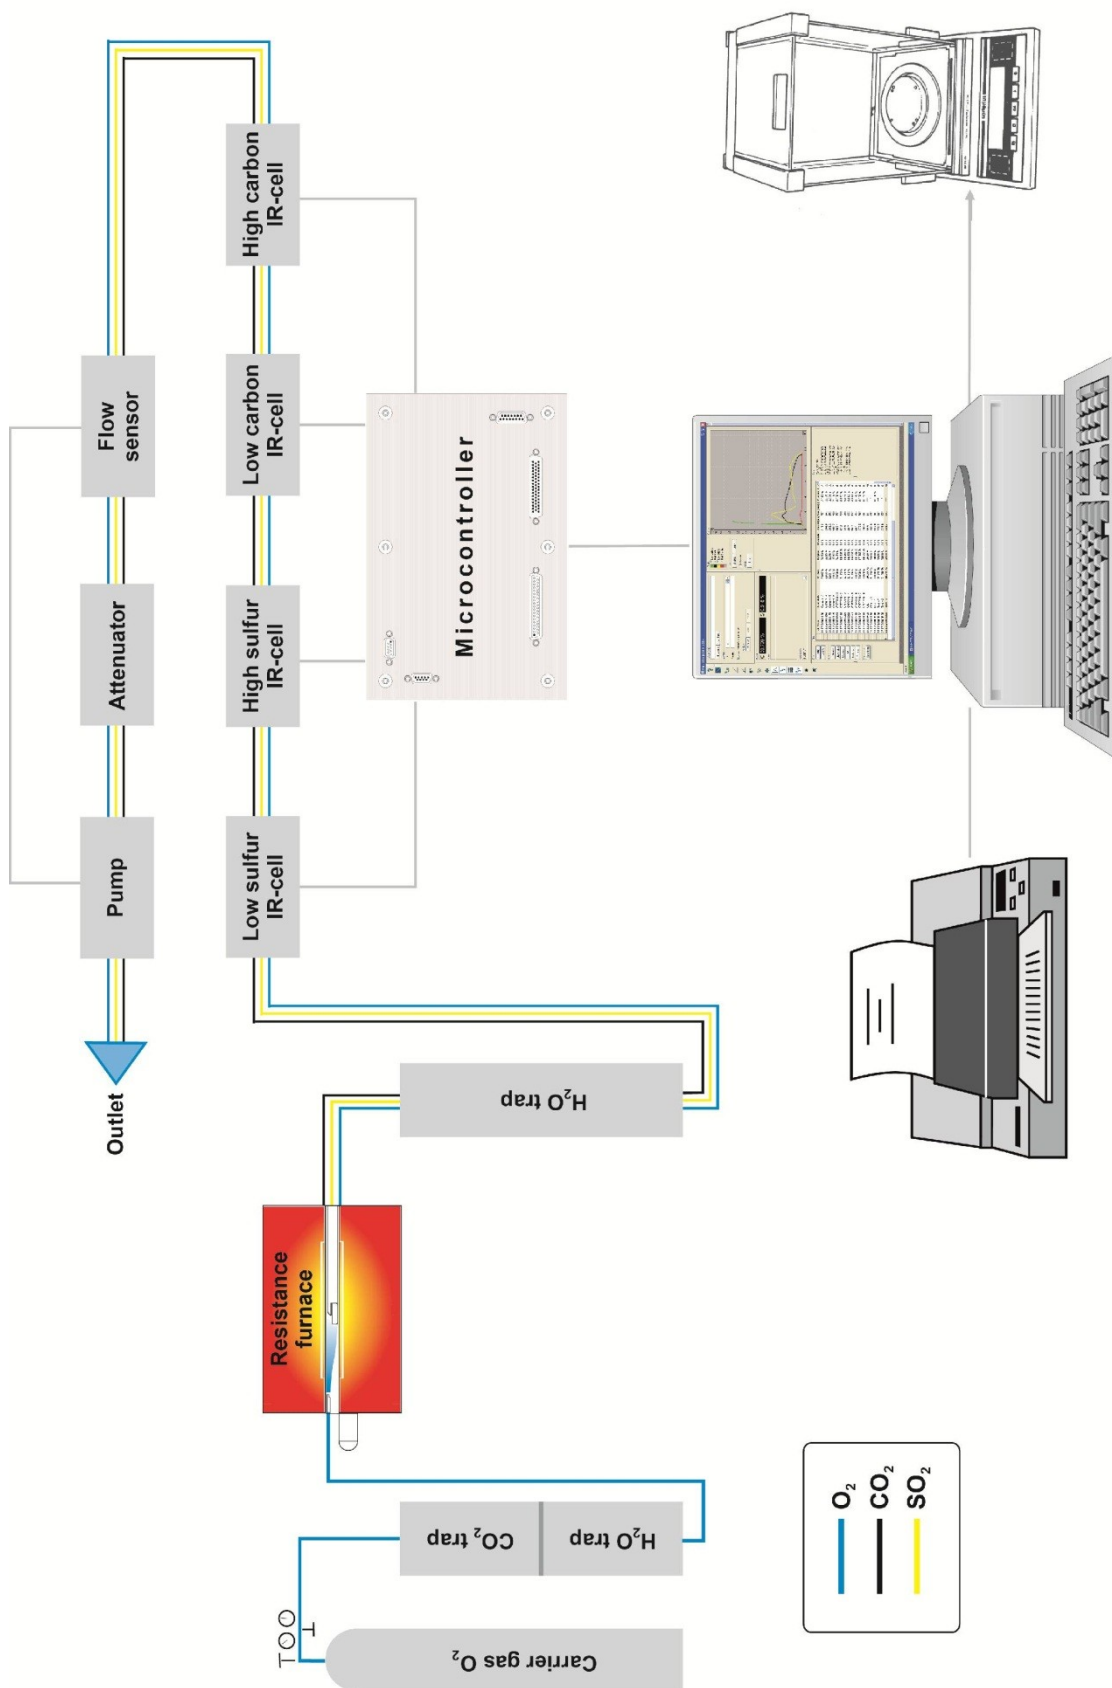 Outlet
Pump
Attenuator
Flow
sensor
Low sulfur
IR-cell
High sulfur
IR-cell
Low carbon
IR-cell
High carbon
IR-cell
Carrier gas O₂
CO₂ trap
H₂O trap
Resistance
furnace
H₂O trap
Microcontroller
O₂
CO₂
SO₂